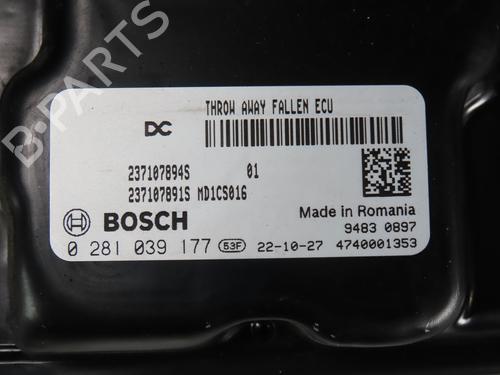 THROW AWAY FALLEN ECU
DC
237107894S 01
237107891S MD1CS016
BOSCH
Made in Romania
9483 0897
0 281 039 177 53F 22-10-27 4740001353
B-PARTS